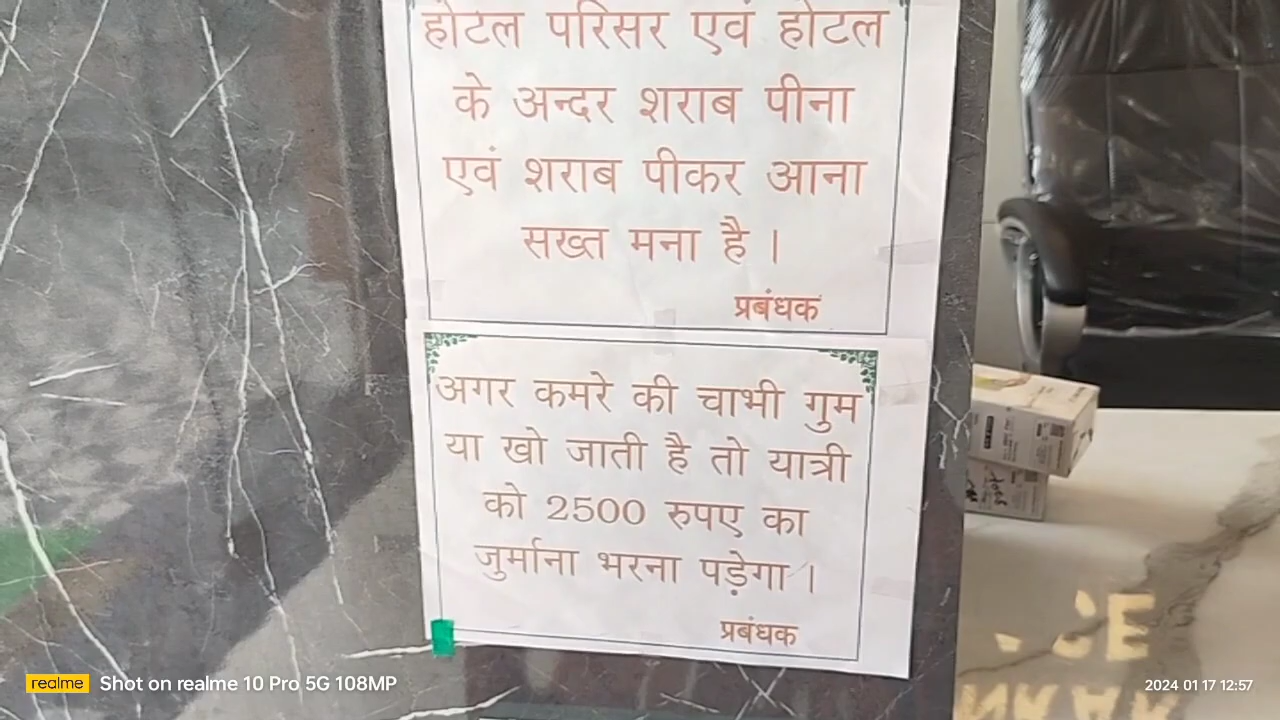 होटल परिसर एवं होटल
के अन्दर शराब पीना
एवं शराब पीकर आना
सख्त मना है ।
प्रबंधक
अगर कमरे की चाभी गुम
या खो जाती है तो यात्री
को 2500 रुपए का
जुर्माना भरना पड़ेगा ।
प्रबंधक
realme Shot on realme 10 Pro 5G 108MP
2024 01 17 12:57